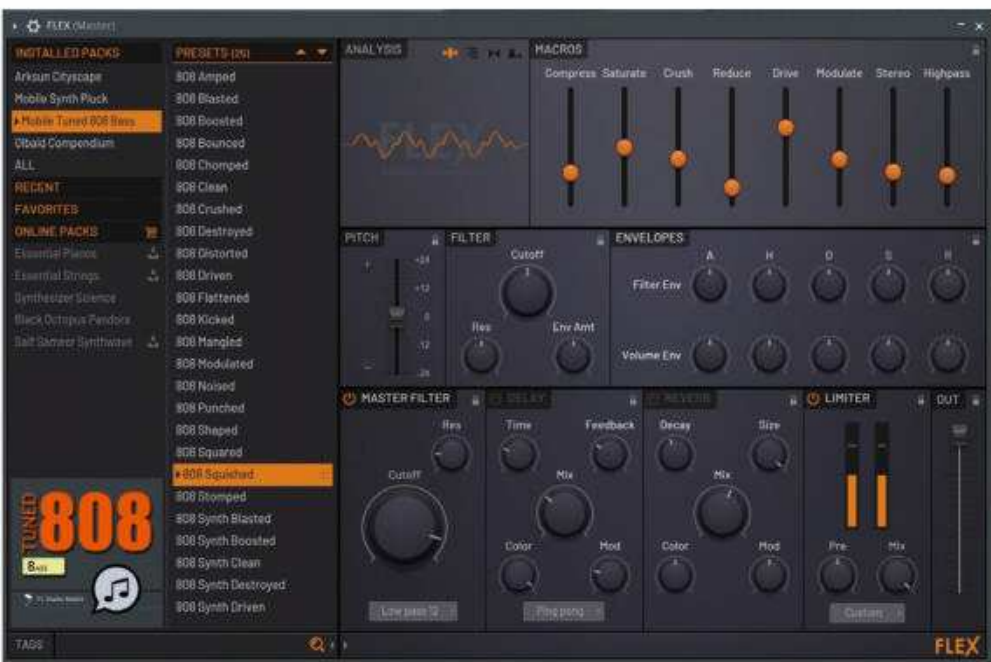 FLEX (Master)
INSTALLED PACKS
Arksun Cityscape
Mobile Synth Pluck
Mobile Tuned 808 Bass
Olbaid Compendium
ALL
RECENT
FAVORITES
ONLINE PACKS
Essential Pianos
Essential Strings
Synthesizer Science
Black Octopus Pandora
Saif Sameer Synthwave
TUNED
808
BASS
FL Studio Mobile
TAGS
PRESETS (25)
808 Amped
808 Blasted
808 Boosted
808 Bounced
808 Chomped
808 Clean
808 Crushed
808 Destroyed
808 Distorted
808 Driven
808 Flattened
808 Kicked
808 Mangled
808 Modulated
808 Noised
808 Punched
808 Shaped
808 Squared
808 Squished
808 Stomped
808 Synth Blasted
808 Synth Boosted
808 Synth Clean
808 Synth Destroyed
808 Synth Driven
ANALYSIS
FLEX
MACROS
Compress Saturate Crush Reduce Drive Modulate Stereo Highpass
PITCH
+
+24
+12
0
-12
-24
-
FILTER
Cutoff
Res
Env Amt
ENVELOPES
A H D S R
Filter Env
Volume Env
MASTER FILTER
Res
Cutoff
Low pass 12
DELAY
Time
Feedback
Mix
Color
Mod
Ping pong
REVERB
Decay
Size
Mix
Color
Mod
LIMITER
Pre
Mix
Custom
OUT
FLEX